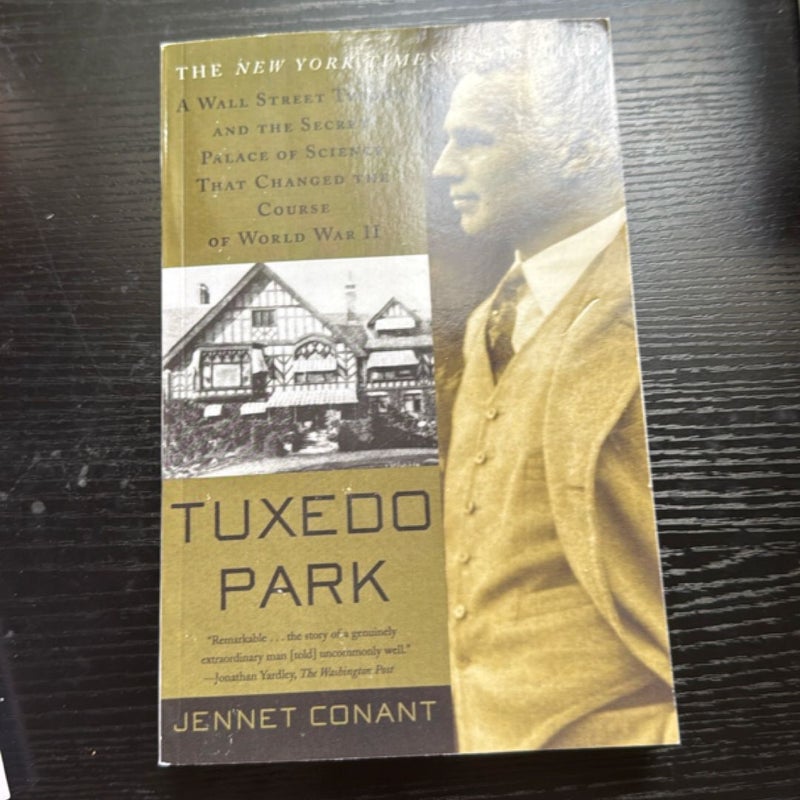 THE NEW YORK TIMES BESTSELLER
A WALL STREET
AND THE SECRET
PALACE OF SCIENCE
THAT CHANGED THE
COURSE
OF WORLD WAR II
TUXEDO
PARK
"Remarkable . . . the story of a genuinely
extraordinary man [told] uncommonly well."
—Jonathan Yardley, The Washington Post
JENNET CONANT